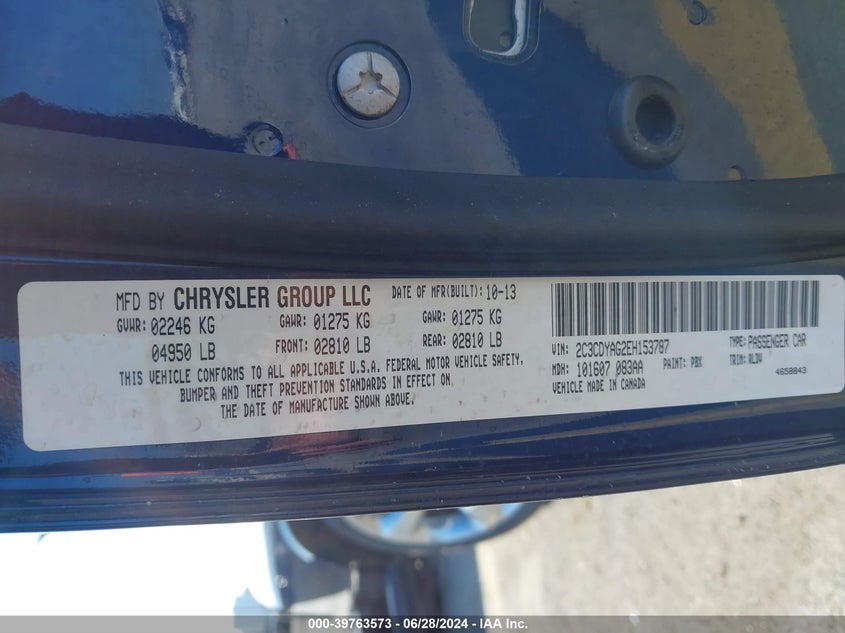 MFD BY CHRYSLER GROUP LLC DATE OF MFR(BUILT): 10-13
GVWR: 02246 KG GAWR: 01275 KG GAWR: 01275 KG
04950 LB FRONT: 02810 LB REAR: 02810 LB
THIS VEHICLE CONFORMS TO ALL APPLICABLE U.S.A. FEDERAL MOTOR VEHICLE SAFETY,
BUMPER AND THEFT PREVENTION STANDARDS IN EFFECT ON
THE DATE OF MANUFACTURE SHOWN ABOVE.
VIN: 2C3CDYAG2EH153787 TYPE: PASSENGER CAR
MDH: 101607 083AA PAINT: PBX TRIM: RLDV
VEHICLE MADE IN CANADA 4658843
000-39763573 - 06/28/2024 - IAA Inc.